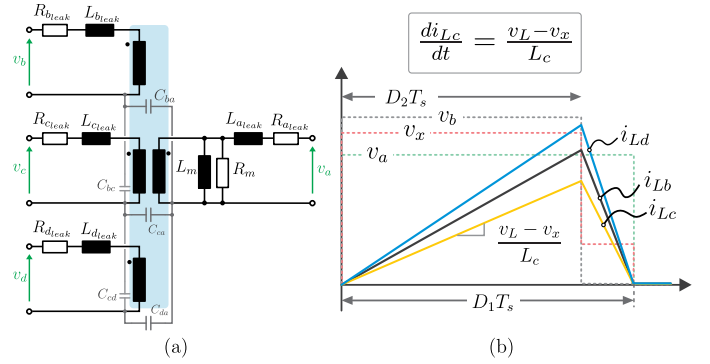 R_{b_{leak}} L_{b_{leak}}
v_b
C_{ba}
R_{c_{leak}} L_{c_{leak}} L_{a_{leak}} R_{a_{leak}}
v_c C_{bc} L_m R_m v_a
C_{ca}
R_{d_{leak}} L_{d_{leak}}
v_d C_{cd}
C_{da}
(a)
\frac{di_{Lc}}{dt} = \frac{v_L - v_x}{L_c}
D_2T_s
v_b
v_x
v_a
i_{Ld}
i_{Lb}
i_{Lc}
\frac{v_L - v_x}{L_c}
D_1T_s
(b)